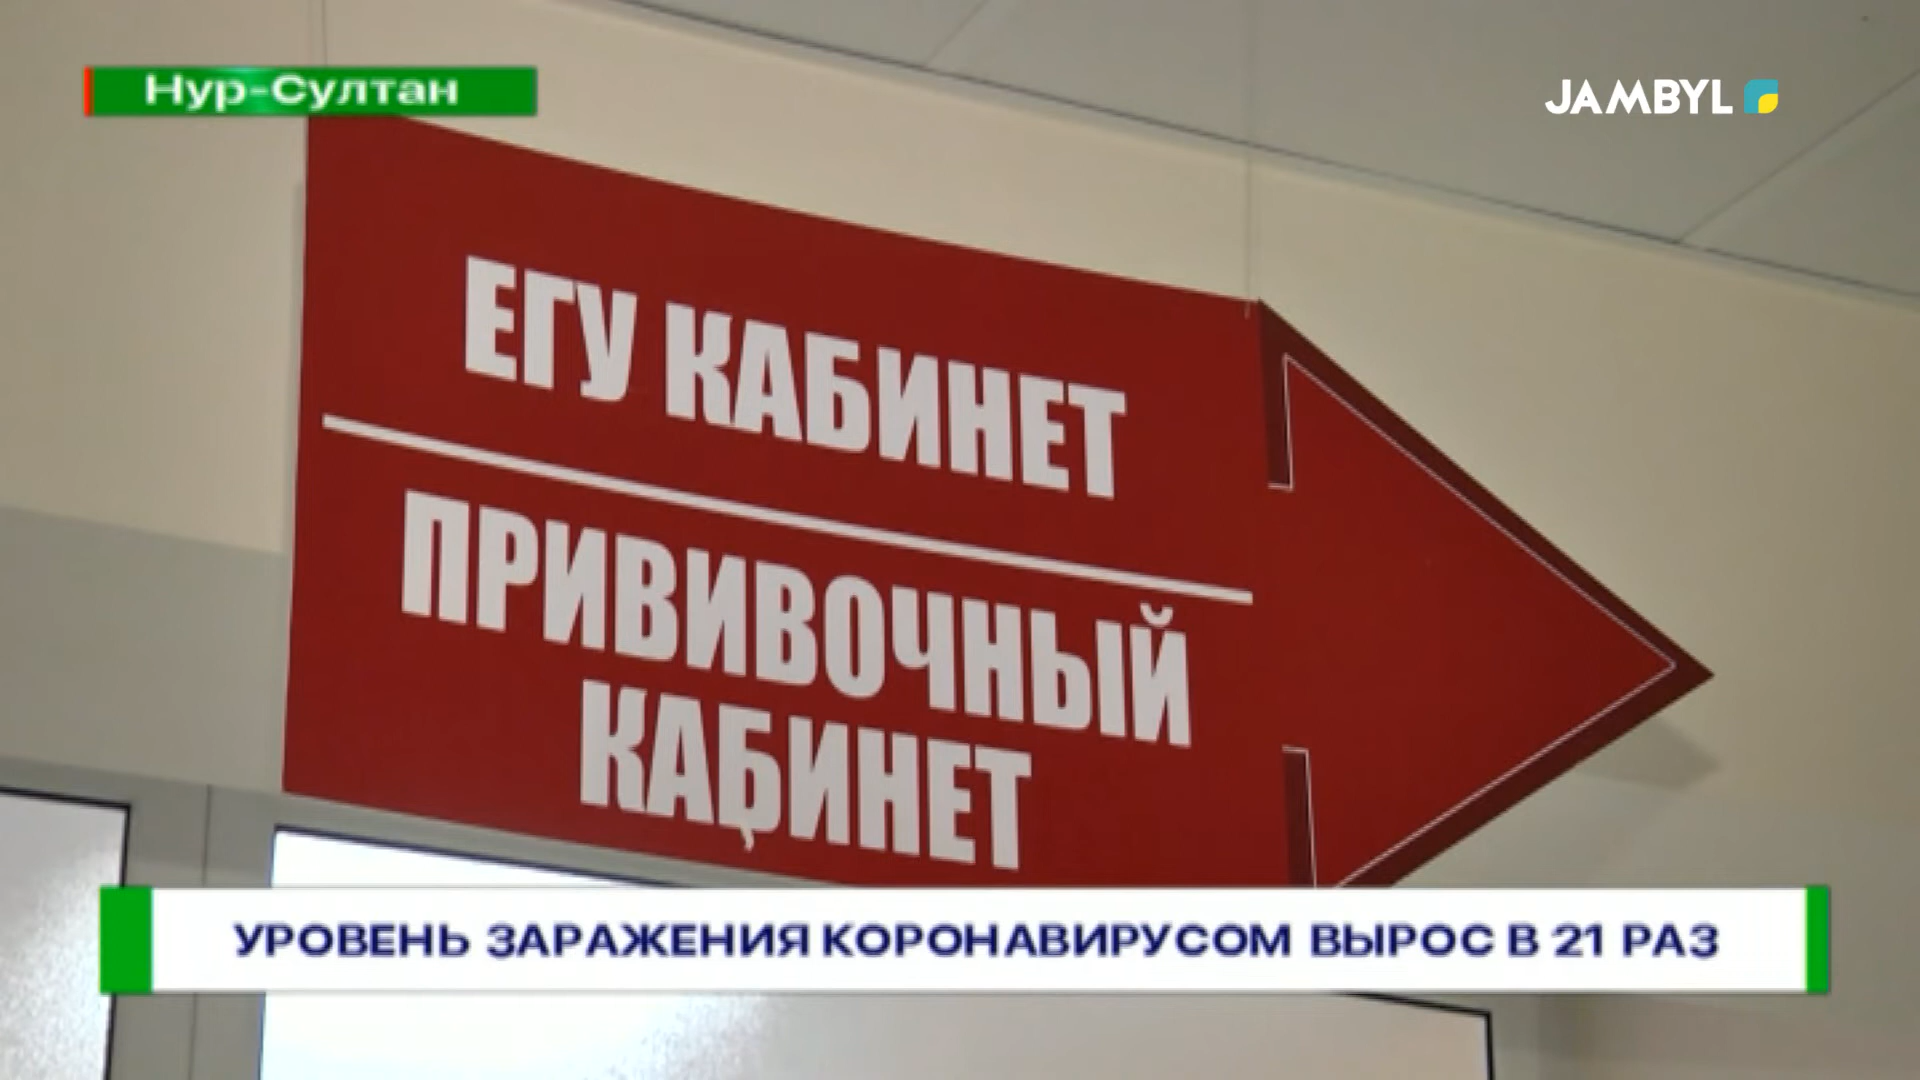 Нур-Султан
JAMBYL
ЕГУ КАБИНЕТ
ПРИВИВОЧНЫЙ
КАБИНЕТ
УРОВЕНЬ ЗАРАЖЕНИЯ КОРОНАВИРУСОМ ВЫРОС В 21 РАЗ